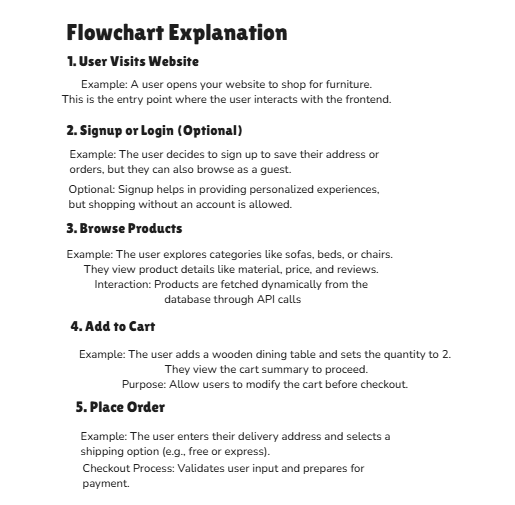 Flowchart Explanation
1. User Visits Website
Example: A user opens your website to shop for furniture.
This is the entry point where the user interacts with the frontend.
2. Signup or Login (Optional)
Example: The user decides to sign up to save their address or
orders, but they can also browse as a guest.
Optional: Signup helps in providing personalized experiences,
but shopping without an account is allowed.
3. Browse Products
Example: The user explores categories like sofas, beds, or chairs.
They view product details like material, price, and reviews.
Interaction: Products are fetched dynamically from the
database through API calls
4. Add to Cart
Example: The user adds a wooden dining table and sets the quantity to 2.
They view the cart summary to proceed.
Purpose: Allow users to modify the cart before checkout.
5. Place Order
Example: The user enters their delivery address and selects a
shipping option (e.g., free or express).
Checkout Process: Validates user input and prepares for
payment.